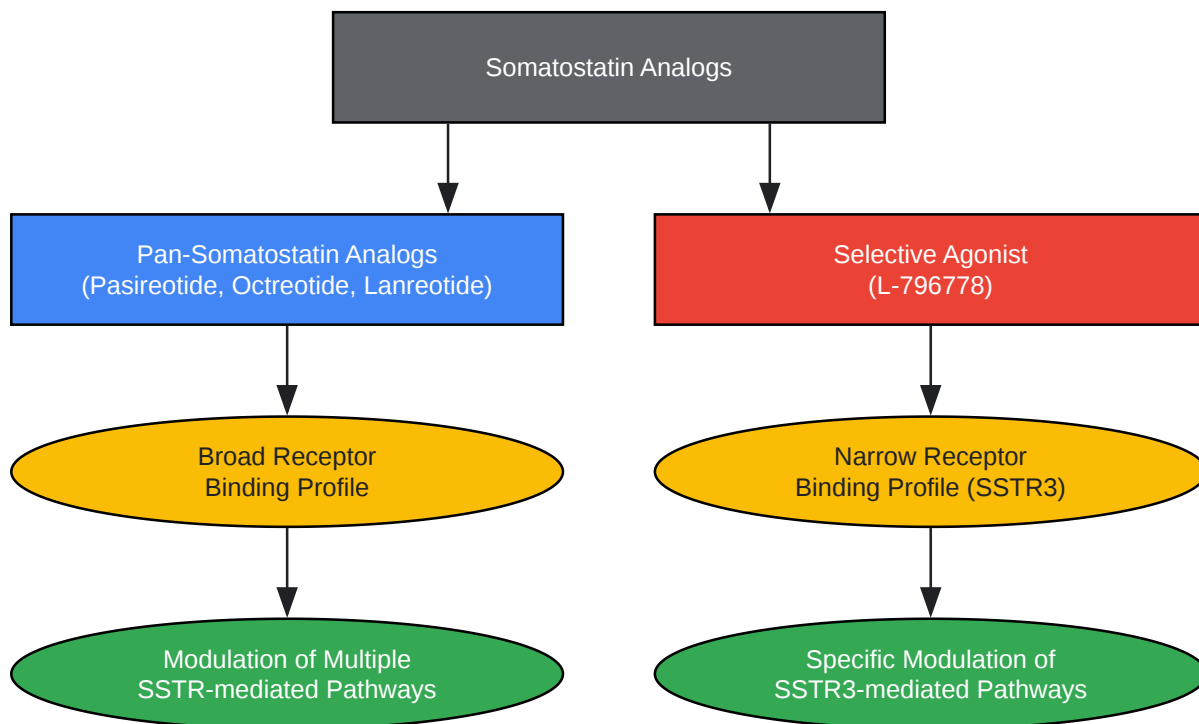 Somatostatin Analogs
Pan-Somatostatin Analogs
(Pasireotide, Octreotide, Lanreotide)
Selective Agonist
(L-796778)
Broad Receptor
Binding Profile
Narrow Receptor
Binding Profile (SSTR3)
Modulation of Multiple
SSTR-mediated Pathways
Specific Modulation of
SSTR3-mediated Pathways